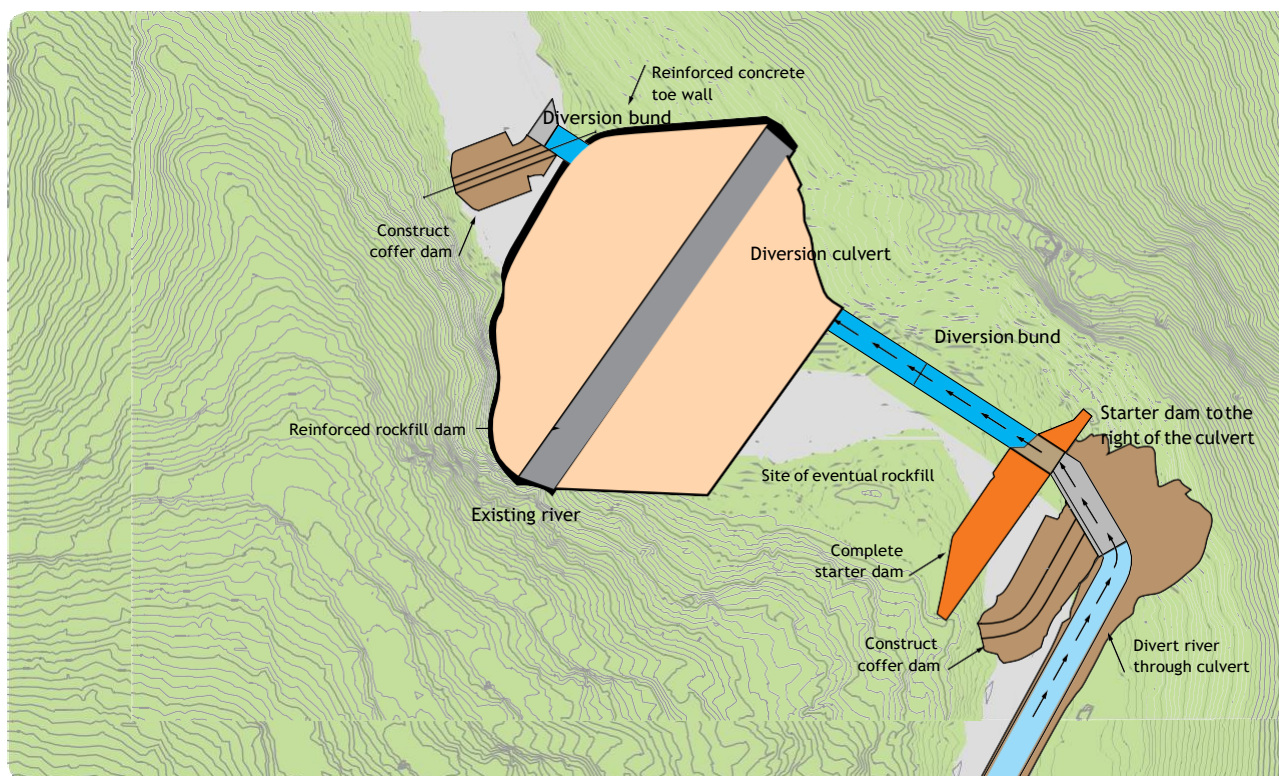 Reinforced concrete
toe wall
Diversion bund
Construct
coffer dam
Diversion culvert
Diversion bund
Reinforced rockfill dam
Starter dam to the
right of the culvert
Site of eventual rockfill
Existing river
Complete
starter dam
Construct
coffer dam
Divert river
through culvert